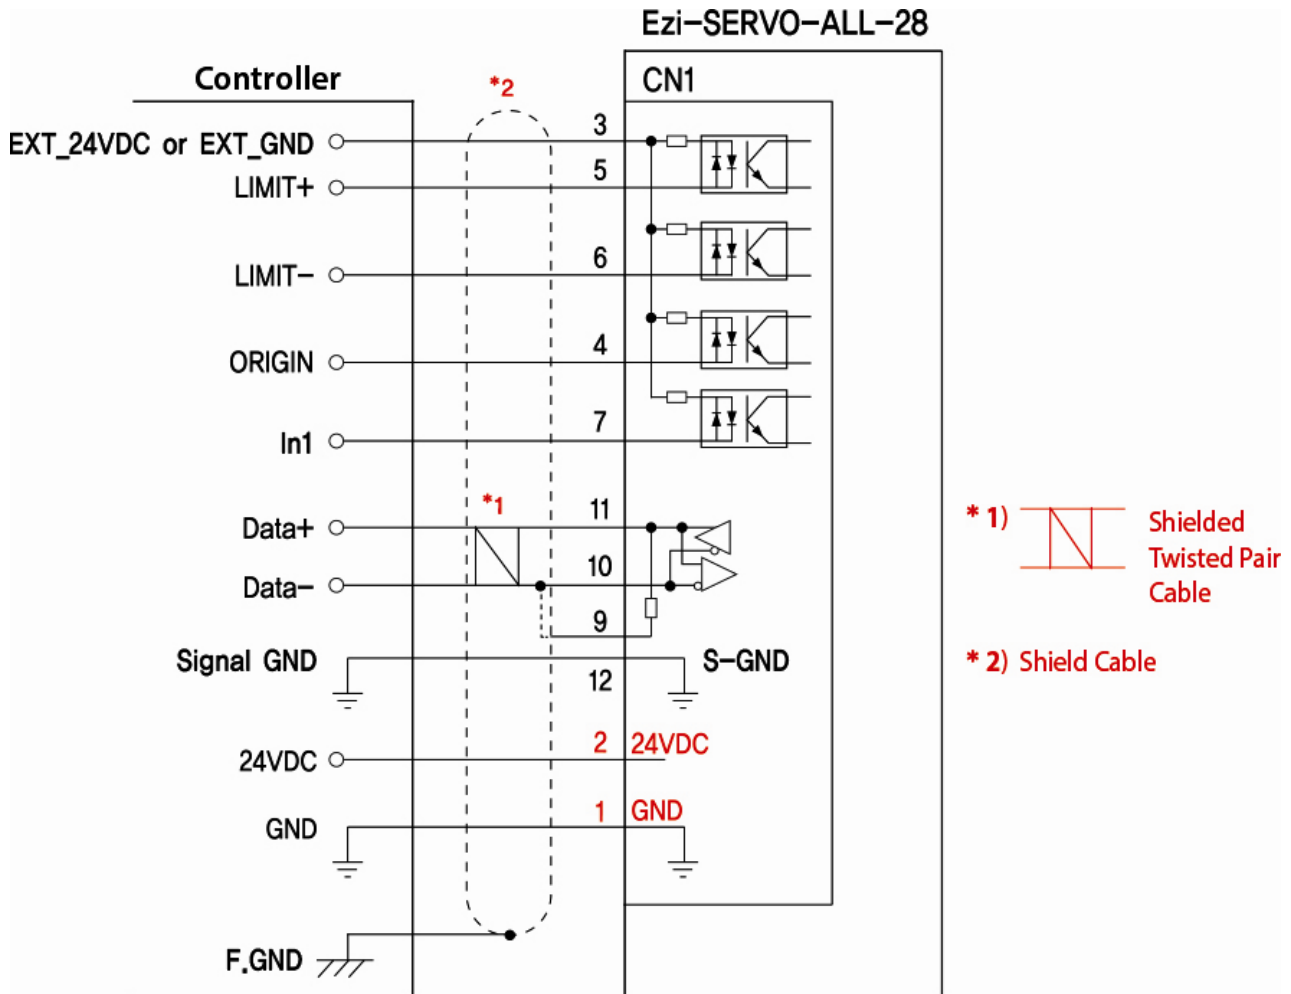 Ezi-SERVO-ALL-28
Controller
*2
CN1
EXT_24VDC or EXT_GND
3
LIMIT+
5
LIMIT-
6
ORIGIN
4
In1
7
*1
Data+
11
Data-
10
9
Signal GND
S-GND
12
24VDC
2
24VDC
GND
1
GND
F.GND
* 1) Shielded
Twisted Pair
Cable
* 2) Shield Cable